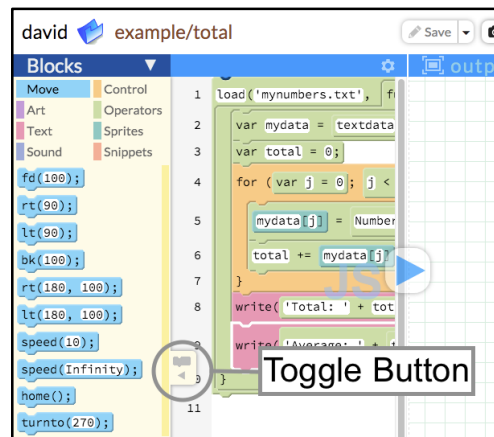 david example/total
Save
Blocks
outp
Move Control
Art Operators
Text Sprites
Sound Snippets
fd(100);
rt(90);
lt(90);
bk(100);
rt(180, 100);
lt(180, 100);
speed(10);
speed(Infinity);
home();
turnto(270);
1 load('mynumbers.txt',
2 var mydata = textdata
3 var total = 0;
4 for (var j = 0; j <
5 mydata[j] = Number
6 total += mydata[j]
7 }
8 write('Total: ' + tot
9 write('Average: ' +
}
11
JS
Toggle Button